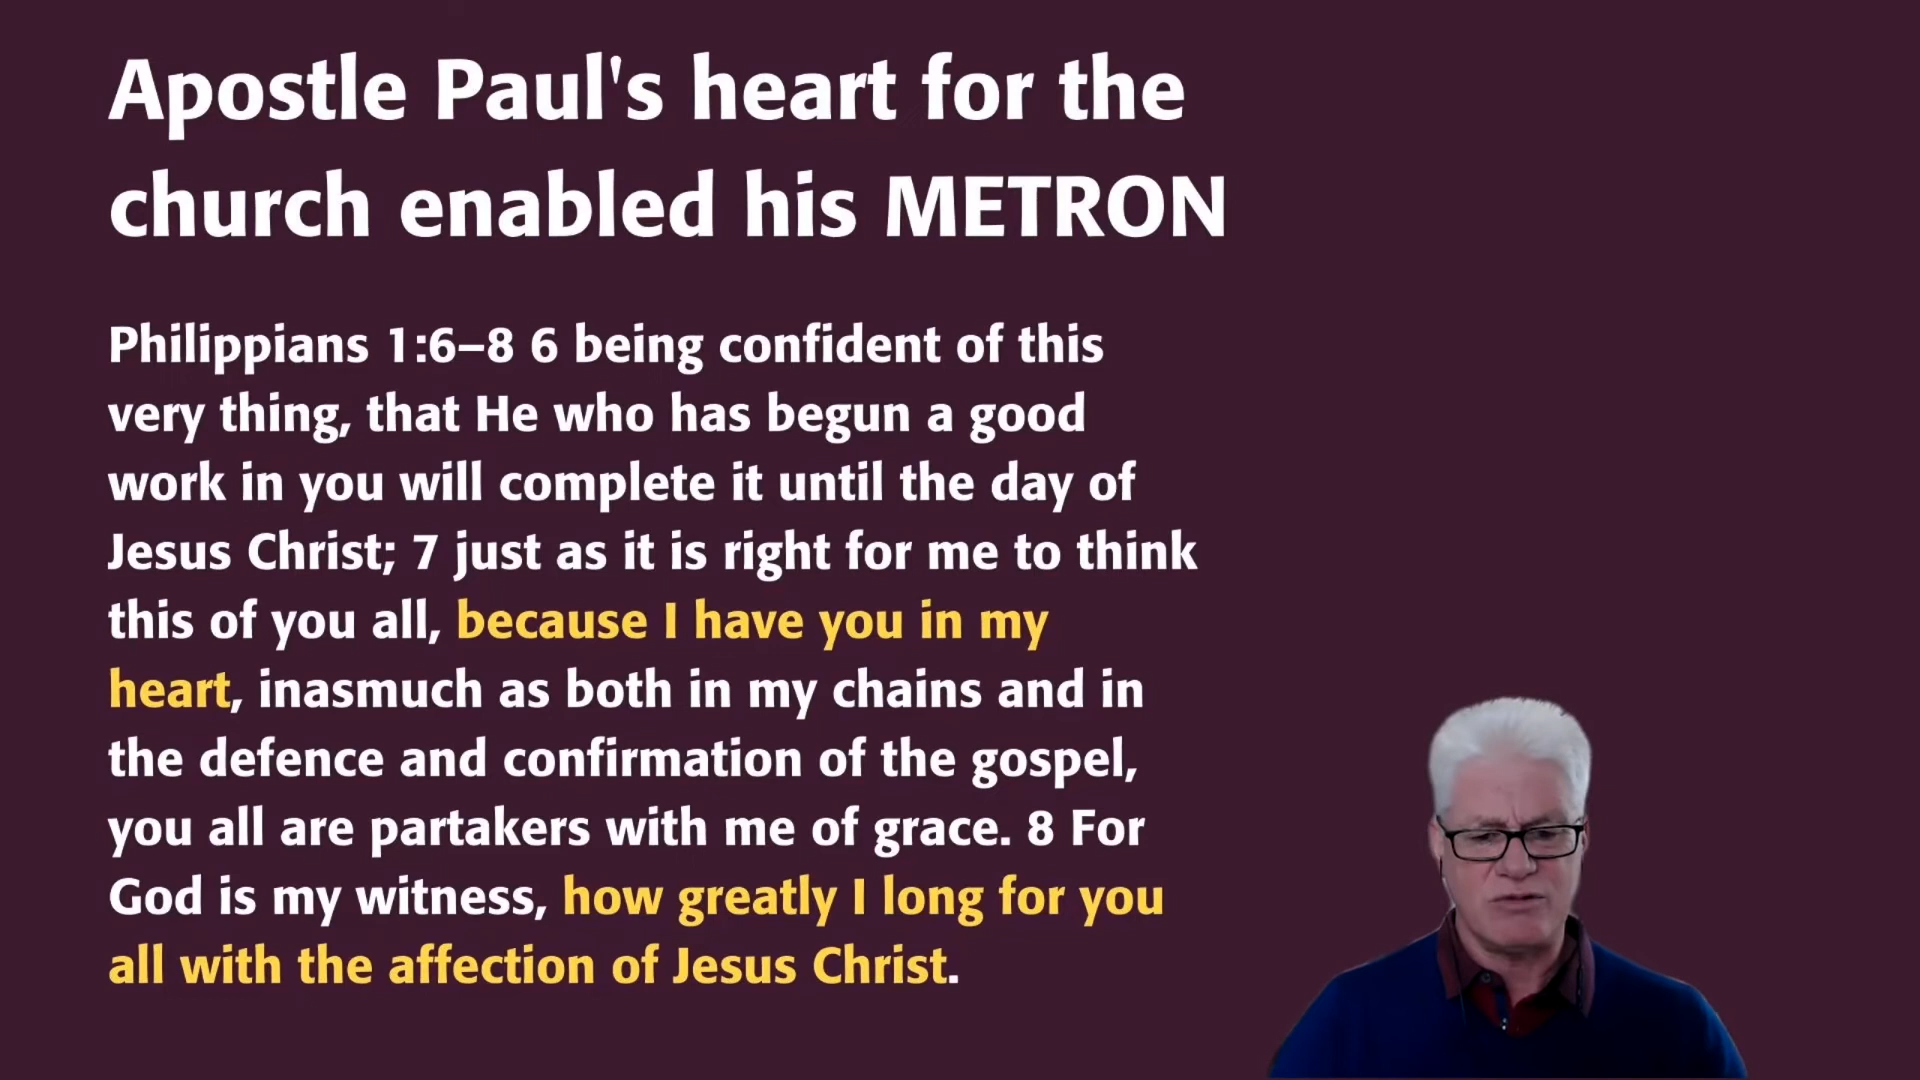 Apostle Paul's heart for the
church enabled his METRON
Philippians 1:6–8 6 being confident of this
very thing, that He who has begun a good
work in you will complete it until the day of
Jesus Christ; 7 just as it is right for me to think
this of you all, because I have you in my
heart, inasmuch as both in my chains and in
the defence and confirmation of the gospel,
you all are partakers with me of grace. 8 For
God is my witness, how greatly I long for you
all with the affection of Jesus Christ.